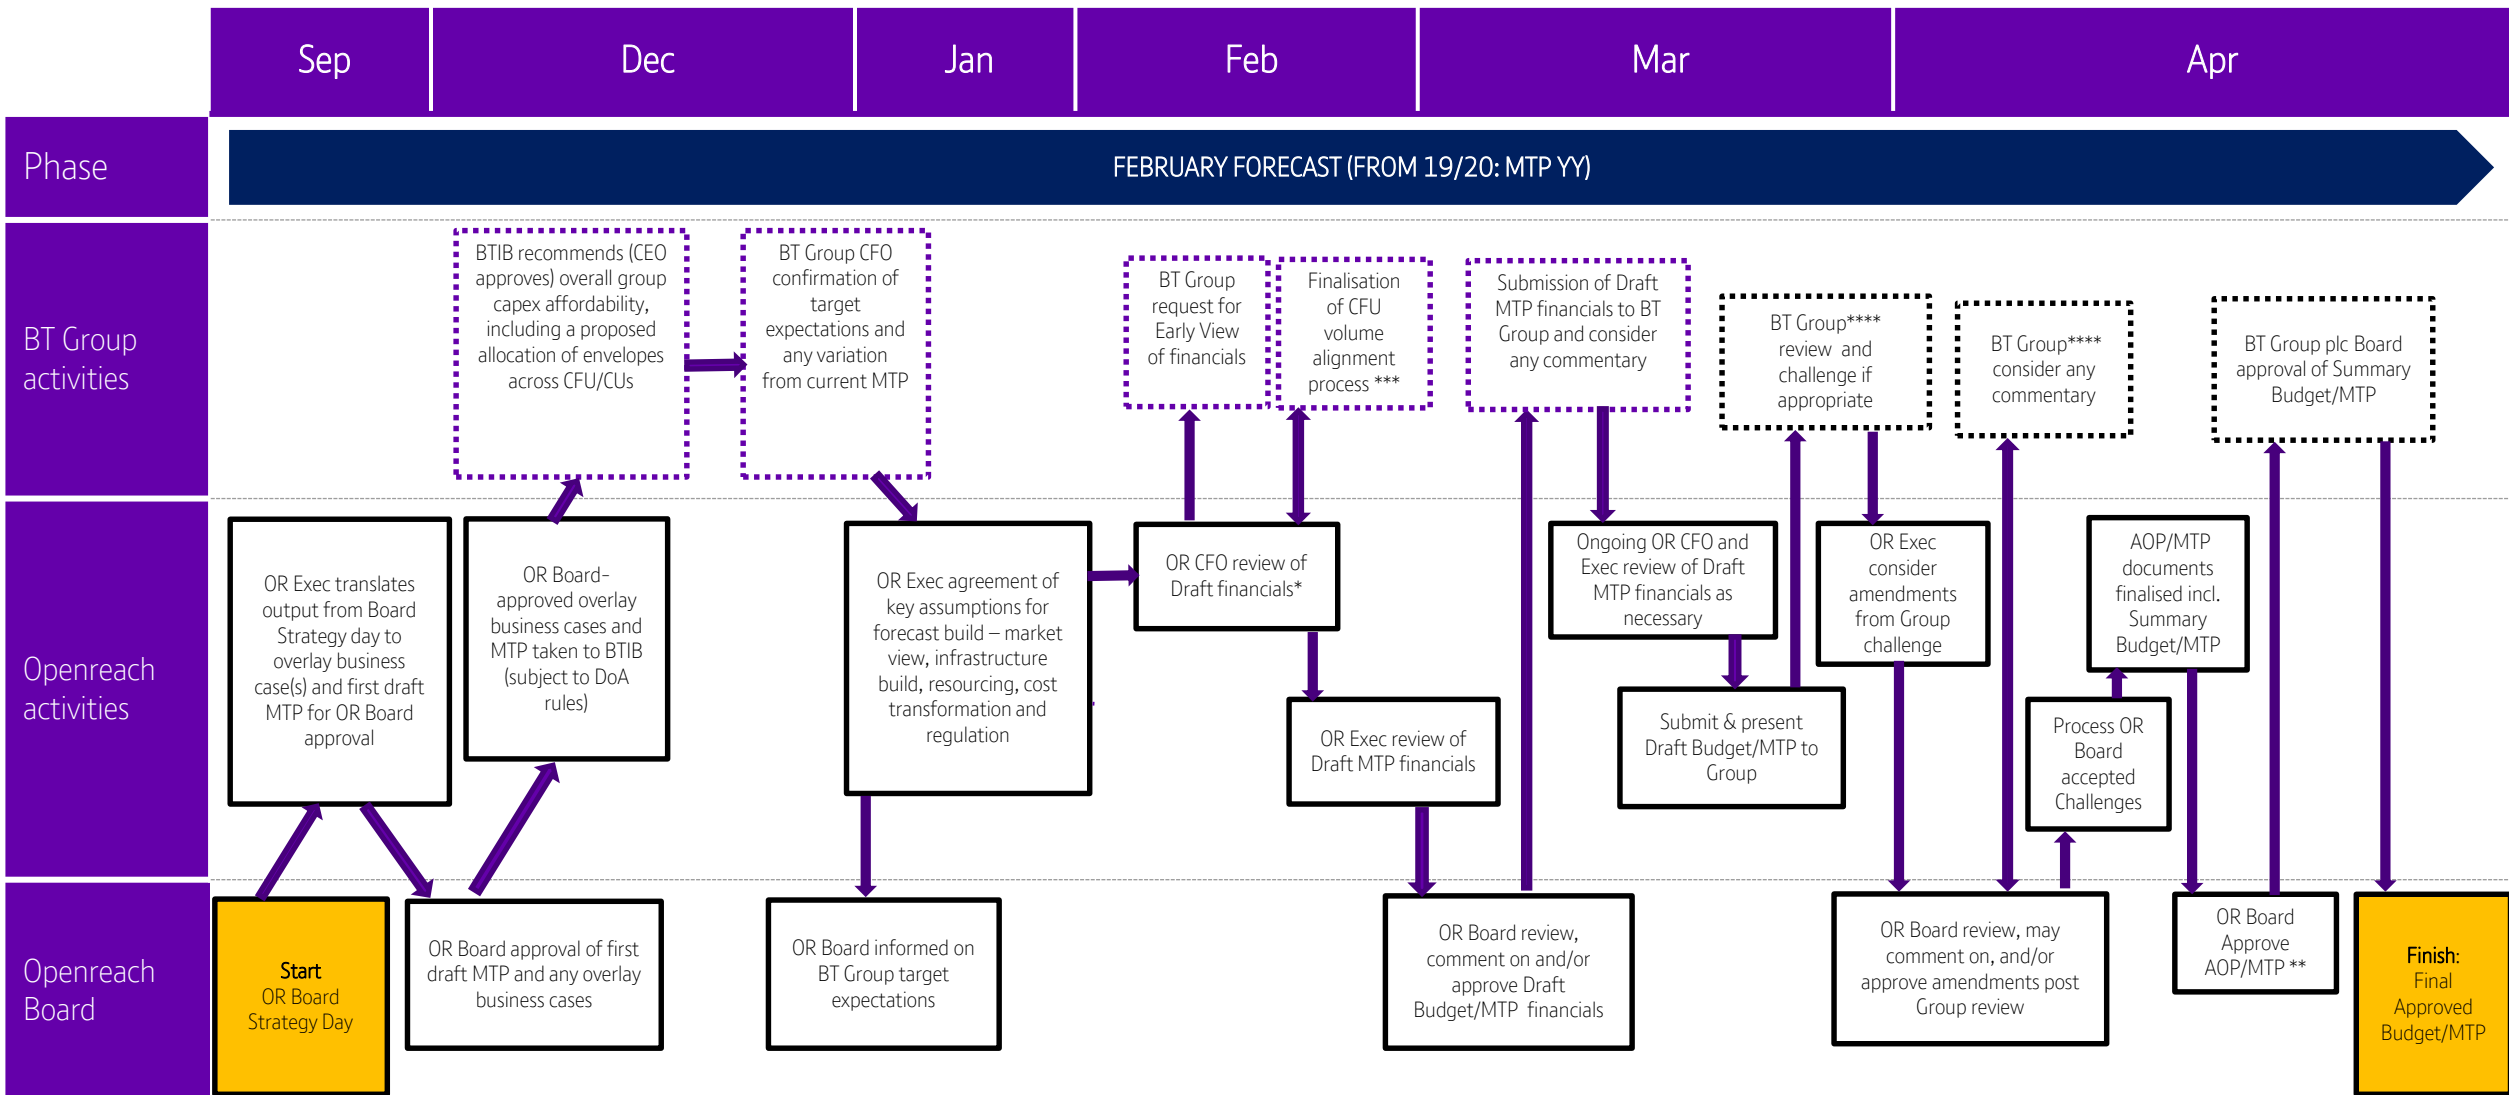 Sep
Dec
Jan
Feb
Mar
Apr
Phase
FEBRUARY FORECAST (FROM 19/20: MTP YY)
BT Group
activities
BTIB recommends (CEO
approves) overall group
capex affordability,
including a proposed
allocation of envelopes
across CFU/CUs
BT Group CFO
confirmation of
target
expectations and
any variation
from current MTP
BT Group
request for
Early View
of financials
Finalisation
of CFU
volume
alignment
process ***
Submission of Draft
MTP financials to BT
Group and consider
any commentary
BT Group****
review and
challenge if
appropriate
BT Group****
consider any
commentary
BT Group plc Board
approval of Summary
Budget/MTP
Openreach
activities
OR Exec translates
output from Board
Strategy day to
overlay business
case(s) and first draft
MTP for OR Board
approval
OR Board-
approved overlay
business cases and
MTP taken to BTIB
(subject to DoA
rules)
OR Exec agreement of
key assumptions for
forecast build – market
view, infrastructure
build, resourcing, cost
transformation and
regulation
OR CFO review of
Draft financials*
OR Exec review of
Draft MTP financials
Ongoing OR CFO and
Exec review of Draft
MTP financials as
necessary
Submit & present
Draft Budget/MTP to
Group
OR Exec
consider
amendments
from Group
challenge
Process OR
Board
accepted
Challenges
AOP/MTP
documents
finalised incl.
Summary
Budget/MTP
Openreach
Board
Start
OR Board
Strategy Day
OR Board approval of first
draft MTP and any overlay
business cases
OR Board informed on
BT Group target
expectations
OR Board review,
comment on and/or
approve Draft
Budget/MTP financials
OR Board review, may
comment on, and/or
approve amendments post
Group review
OR Board
Approve
AOP/MTP **
Finish:
Final
Approved
Budget/MTP